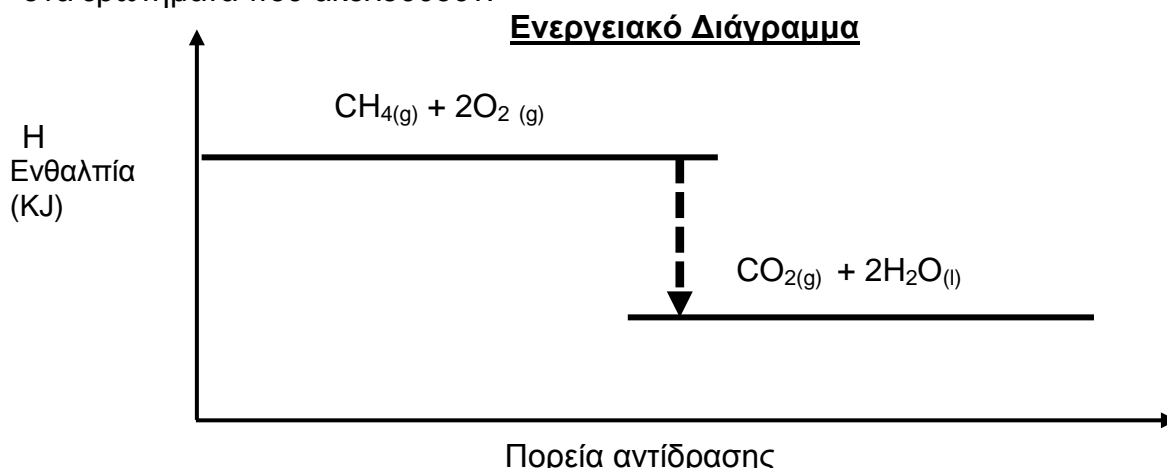 Ενεργειακό Διάγραμμα
CH₄₍g₎ + 2O₂ ₍g₎
Η
Ενθαλπία
(KJ)
CO₂₍g₎ + 2H₂O₍l₎
Πορεία αντίδρασης